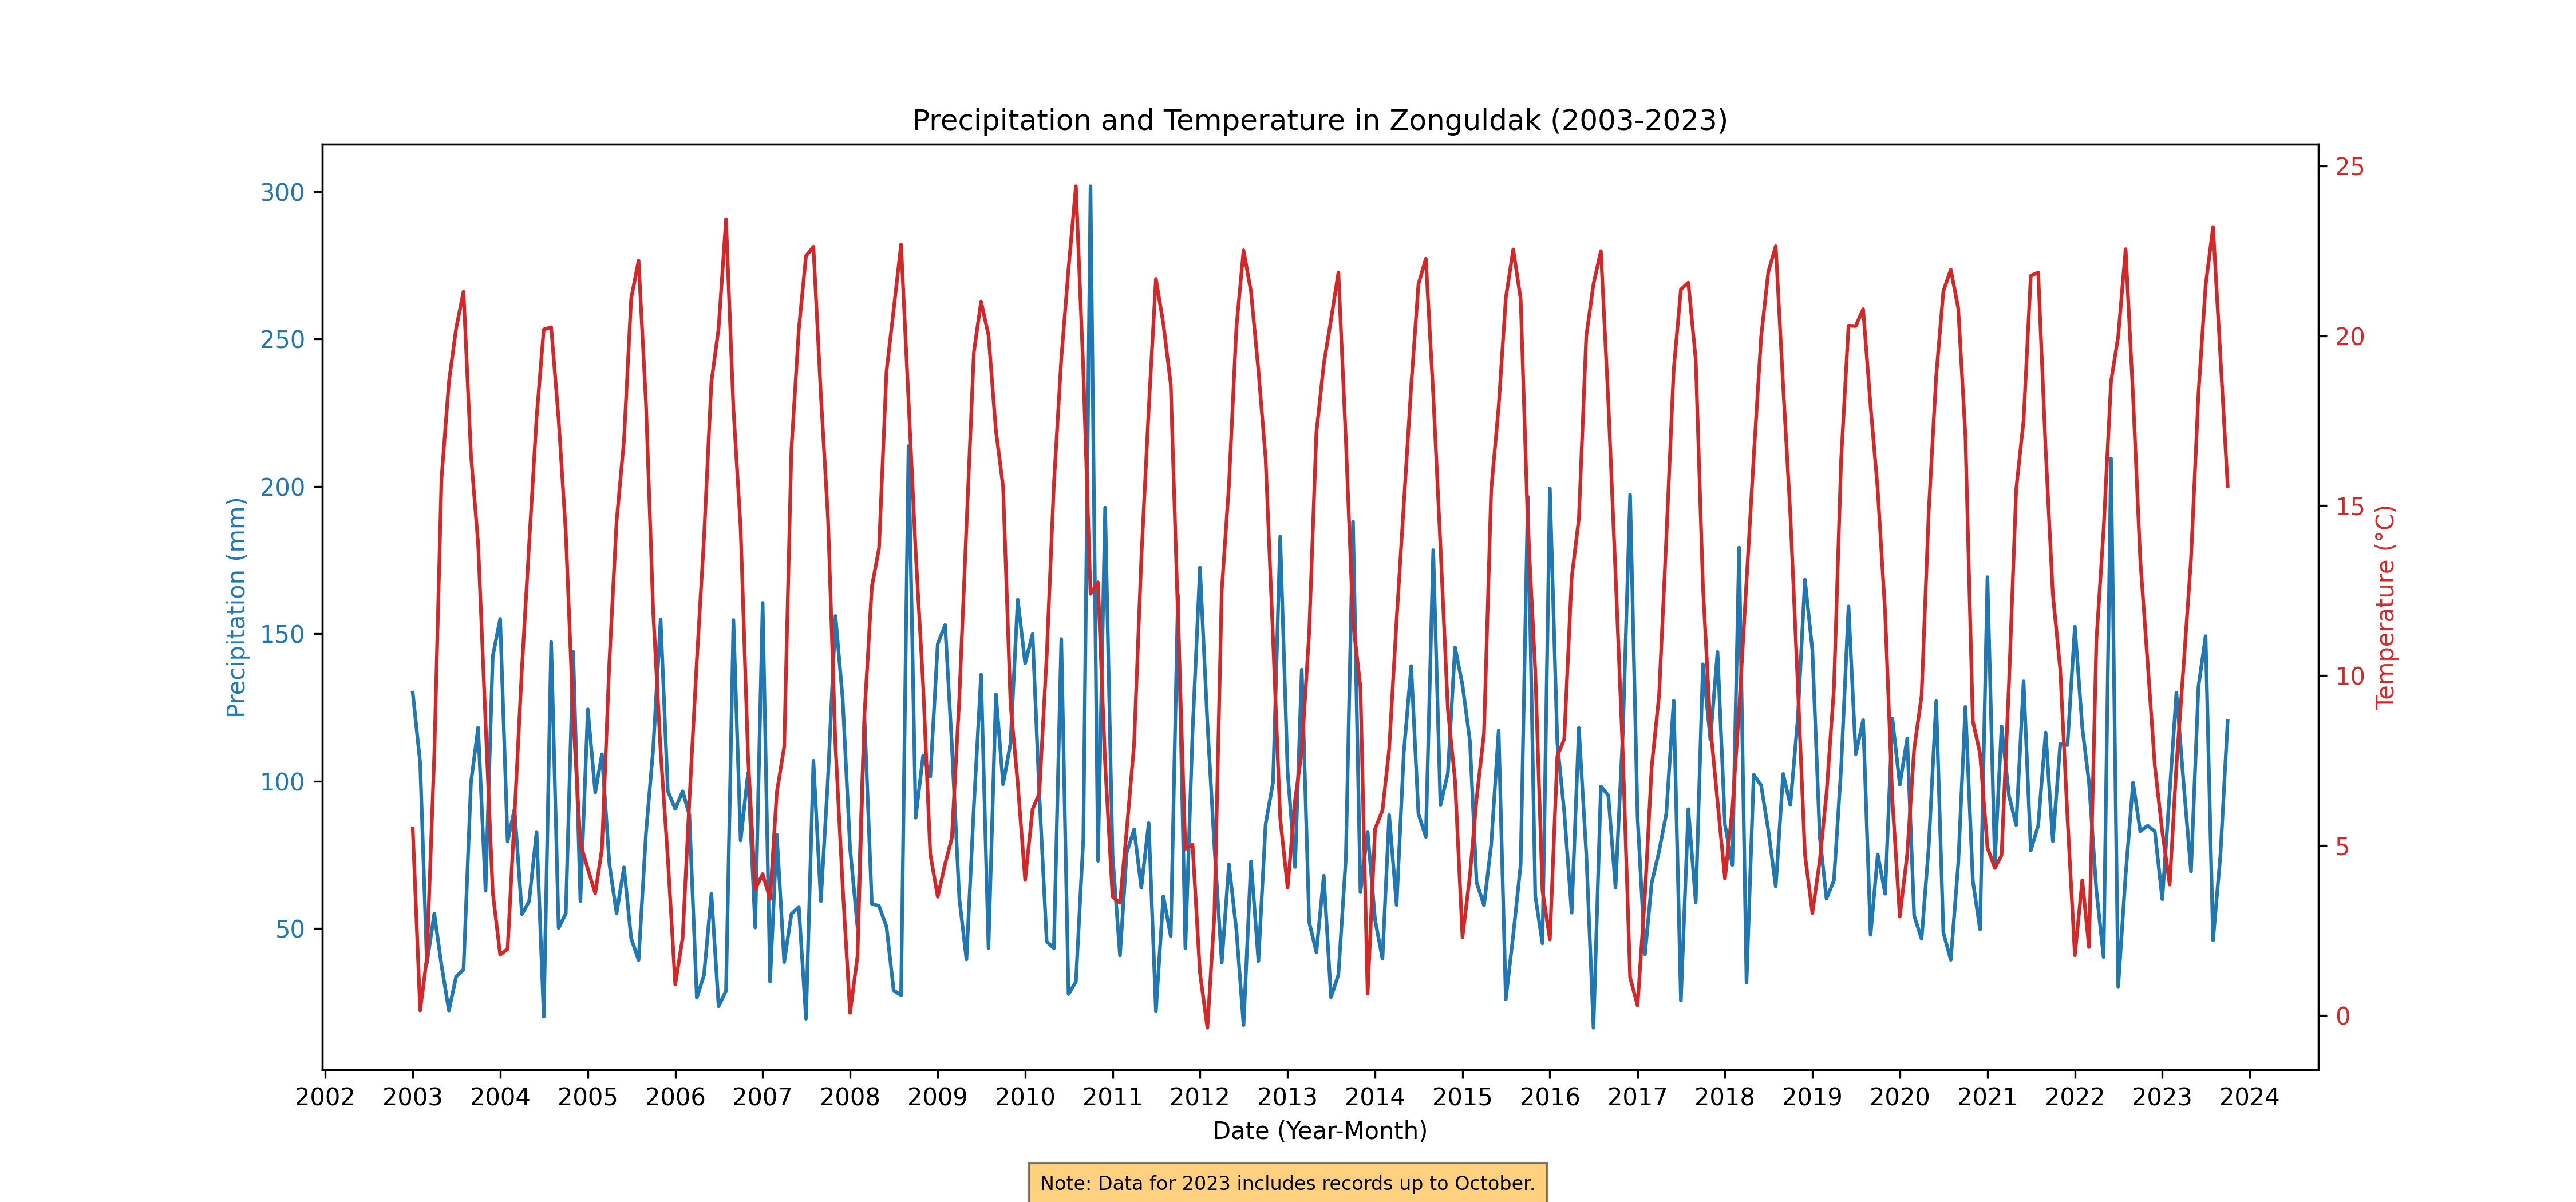 Precipitation and Temperature in Zonguldak (2003-2023)
300
250
200
150
100
50
Precipitation (mm)
25
20
15
10
5
0
Temperature (°C)
2002 2003 2004 2005 2006 2007 2008 2009 2010 2011 2012 2013 2014 2015 2016 2017 2018 2019 2020 2021 2022 2023 2024
Date (Year-Month)
Note: Data for 2023 includes records up to October.